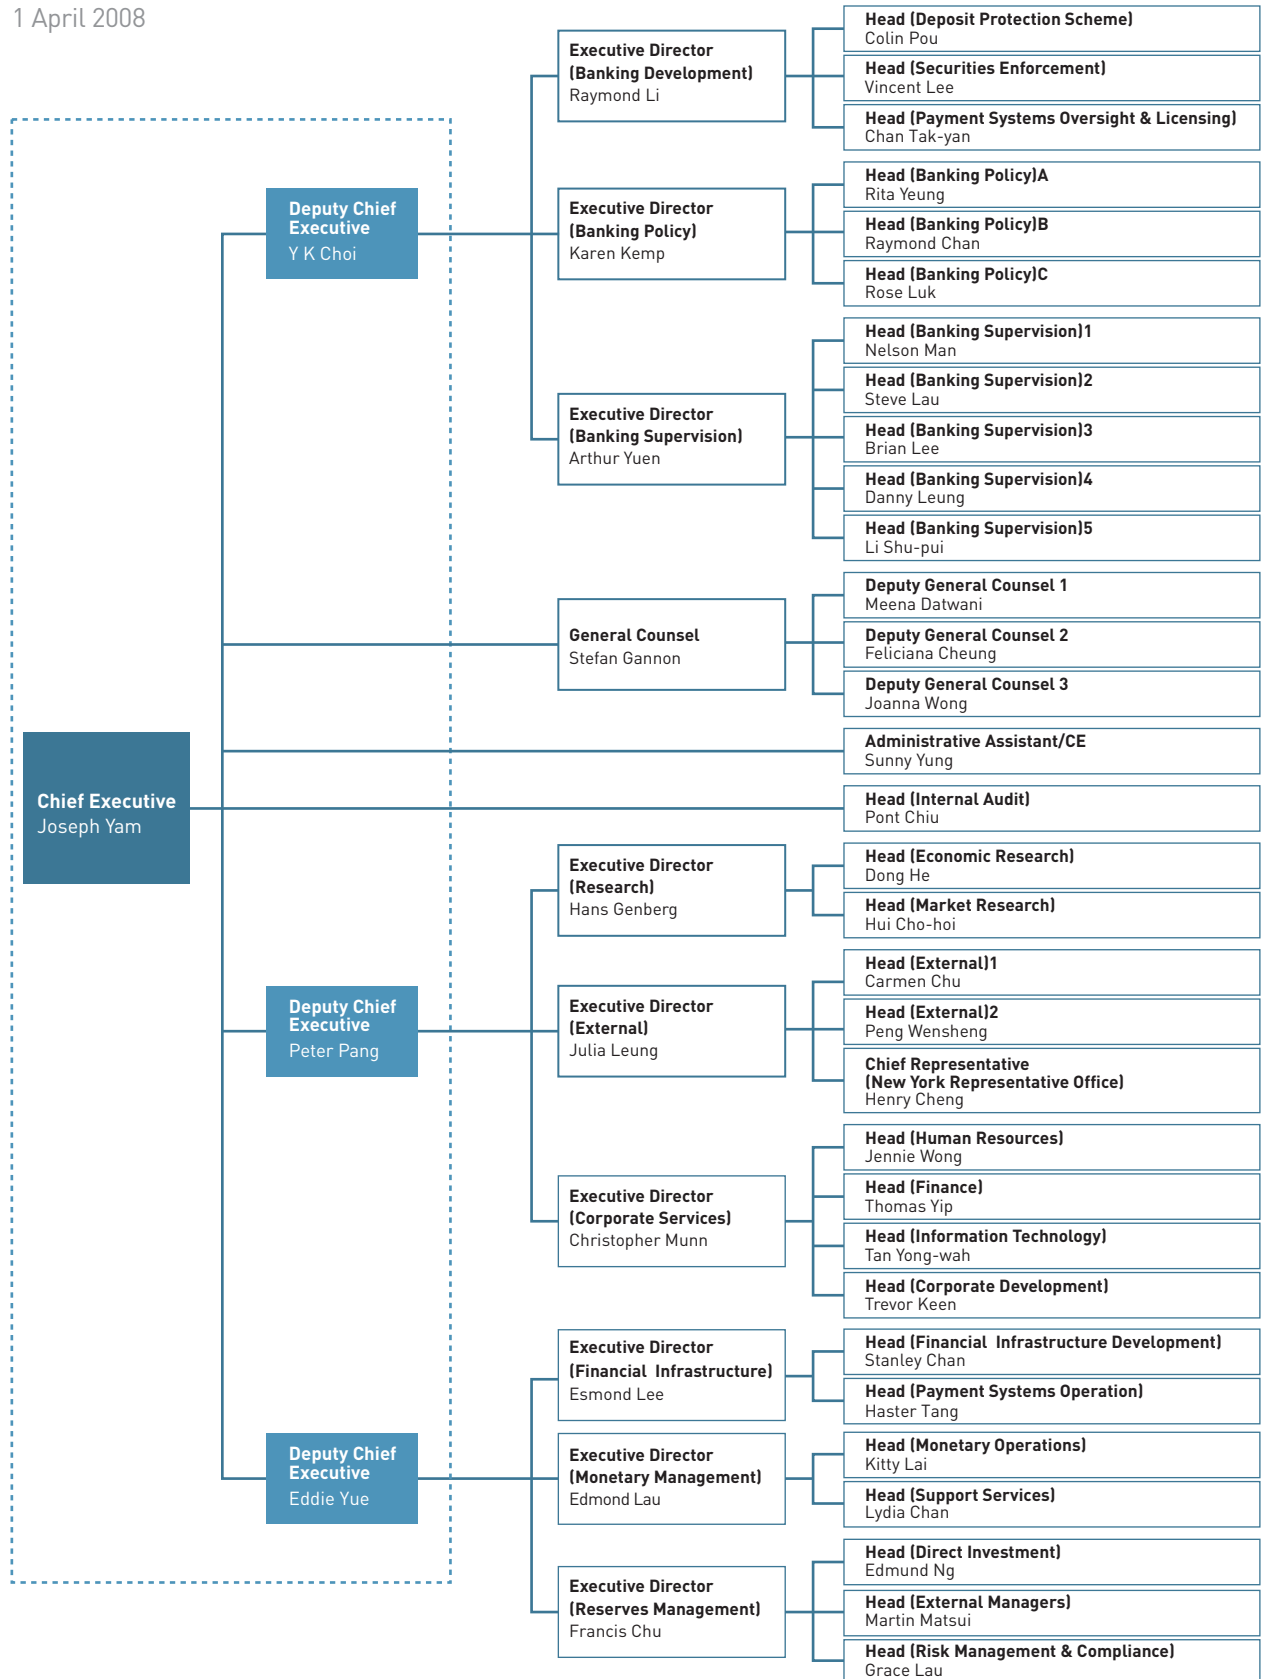 1 April 2008
Chief Executive
Joseph Yam
Deputy Chief
Executive
Y K Choi
Executive Director
(Banking Development)
Raymond Li
Head (Deposit Protection Scheme)
Colin Pou
Head (Securities Enforcement)
Vincent Lee
Head (Payment Systems Oversight & Licensing)
Chan Tak-yan
Executive Director
(Banking Policy)
Karen Kemp
Head (Banking Policy)A
Rita Yeung
Head (Banking Policy)B
Raymond Chan
Head (Banking Policy)C
Rose Luk
Executive Director
(Banking Supervision)
Arthur Yuen
Head (Banking Supervision)1
Nelson Man
Head (Banking Supervision)2
Steve Lau
Head (Banking Supervision)3
Brian Lee
Head (Banking Supervision)4
Danny Leung
Head (Banking Supervision)5
Li Shu-pui
General Counsel
Stefan Gannon
Deputy General Counsel 1
Meena Datwani
Deputy General Counsel 2
Feliciana Cheung
Deputy General Counsel 3
Joanna Wong
Administrative Assistant/CE
Sunny Yung
Head (Internal Audit)
Pont Chiu
Deputy Chief
Executive
Peter Pang
Executive Director
(Research)
Hans Genberg
Head (Economic Research)
Dong He
Head (Market Research)
Hui Cho-hoi
Executive Director
(External)
Julia Leung
Head (External)1
Carmen Chu
Head (External)2
Peng Wensheng
Chief Representative
(New York Representative Office)
Henry Cheng
Executive Director
(Corporate Services)
Christopher Munn
Head (Human Resources)
Jennie Wong
Head (Finance)
Thomas Yip
Head (Information Technology)
Tan Yong-wah
Head (Corporate Development)
Trevor Keen
Deputy Chief
Executive
Eddie Yue
Executive Director
(Financial Infrastructure)
Esmond Lee
Head (Financial Infrastructure Development)
Stanley Chan
Head (Payment Systems Operation)
Haster Tang
Executive Director
(Monetary Management)
Edmond Lau
Head (Monetary Operations)
Kitty Lai
Head (Support Services)
Lydia Chan
Executive Director
(Reserves Management)
Francis Chu
Head (Direct Investment)
Edmund Ng
Head (External Managers)
Martin Matsui
Head (Risk Management & Compliance)
Grace Lau